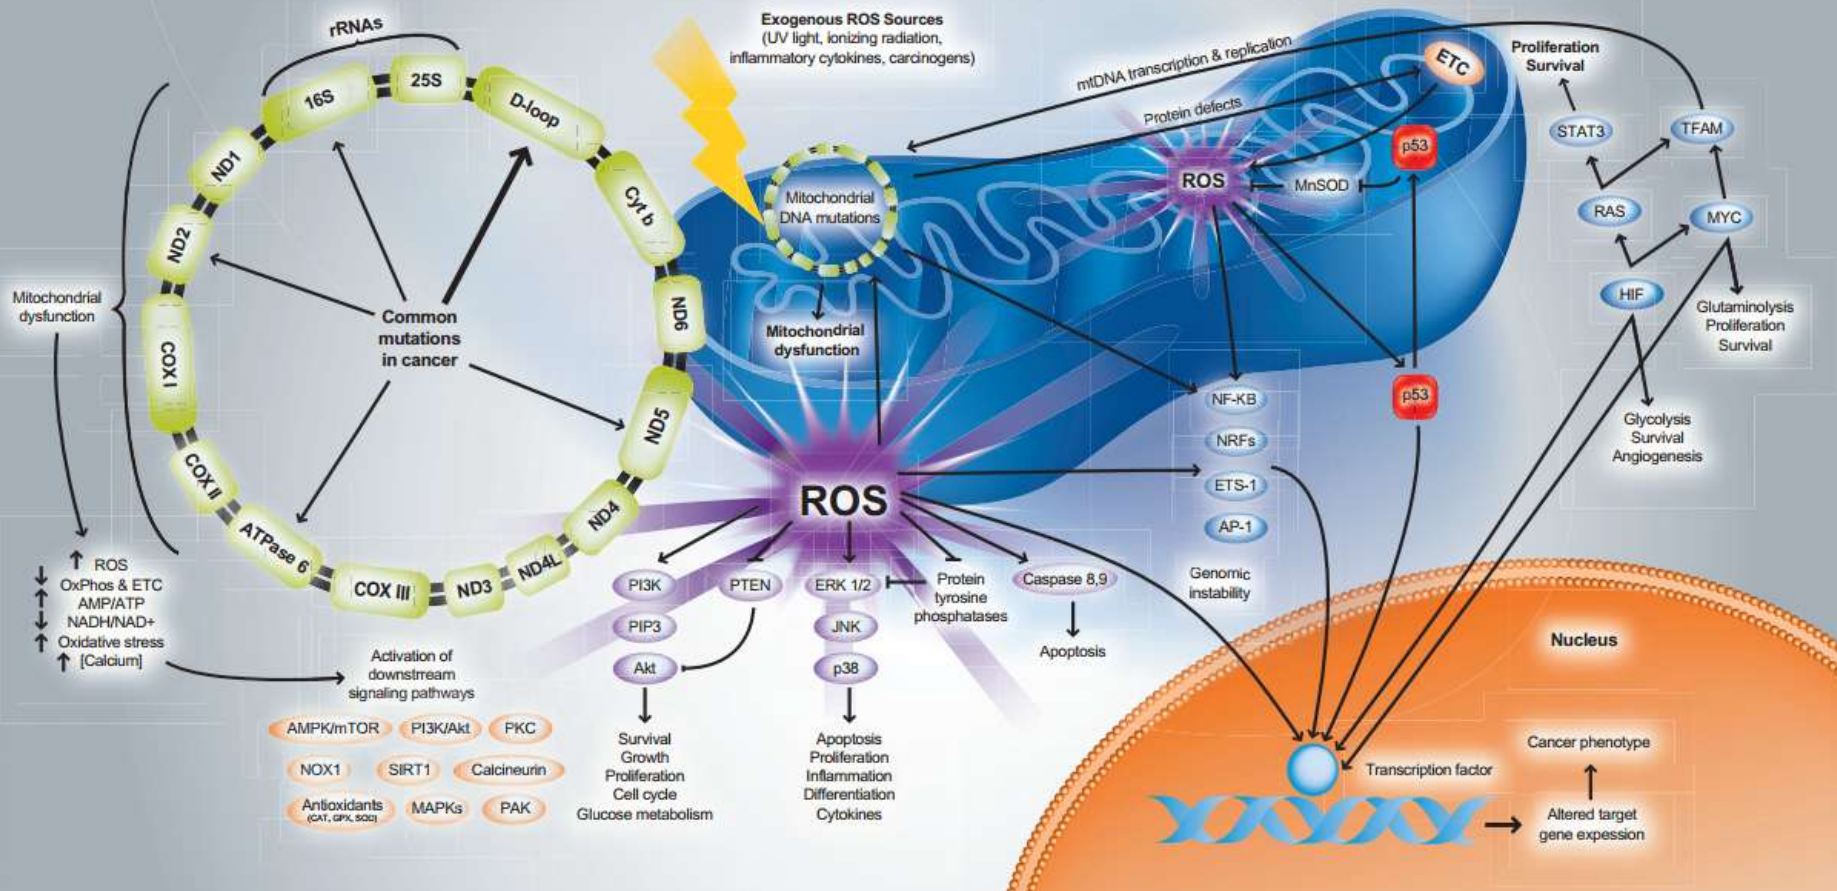 rRNAs
16S
25S
D-loop
Cyt b
ND6
ND5
ND4
ND4L
ND3
COX III
ATPase 6
COX II
COX I
ND2
ND1
Common
mutations
in cancer
Mitochondrial
dysfunction
ROS
OxPhos & ETC
AMP/ATP
NADH/NAD+
Oxidative stress
[Calcium]
Activation of
downstrream
signaling pathways
AMPK/mTOR
PI3K/Akt
PKC
NOX1
SIRT1
Calcineurin
Antioxidants
(CAT, GPX, SOD)
MAPKs
PAK
Exogenous ROS Sources
(UV light, ionizing radiation,
inflammatory cytokines, carcinogens)
Mitochondrial
DNA mutations
Mitochondrial
dysfunction
mtDNA transcription & replication
Protein defects
ETC
ROS
MnSOD
p53
p53
ROS
PI3K
PIP3
Akt
Survival
Growth
Proliferation
Cell cycle
Glucose metabolism
PTEN
ERK 1/2
JNK
p38
Apoptosis
Proliferation
Inflammation
Differentiation
Cytokines
Protein
tyrosine
phosphatases
Caspase 8,9
Apoptosis
NF-KB
NRFs
ETS-1
AP-1
Genomic
instability
Proliferation
Survival
STAT3
TFAM
RAS
MYC
HIF
Glutaminolysis
Proliferation
Survival
Glycolysis
Survival
Angiogenesis
Nucleus
Transcription factor
Cancer phenotype
Altered target
gene expession